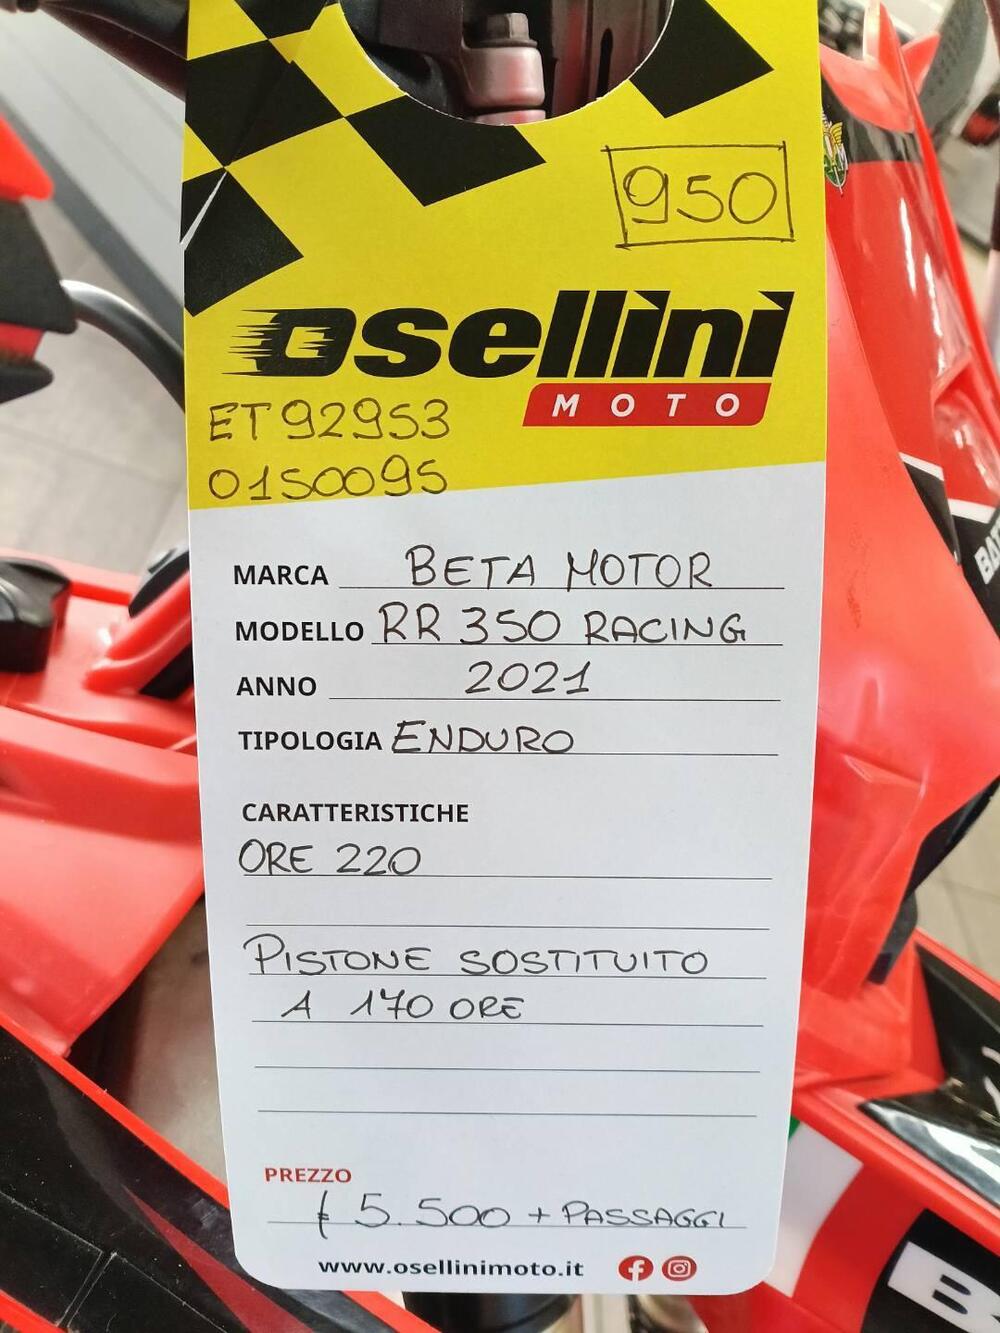 950
Osellini
MOTO
ET92953
0150095
MARCA BETA MOTOR
MODELLO RR 350 RACING
ANNO 2021
TIPOLOGIA ENDURO
CARATTERISTICHE
ORE 220
PISTONE SOSTITUITO
A 170 ORE
PREZZO
€ 5.500 + PASSAGGI
www.osellinimoto.it